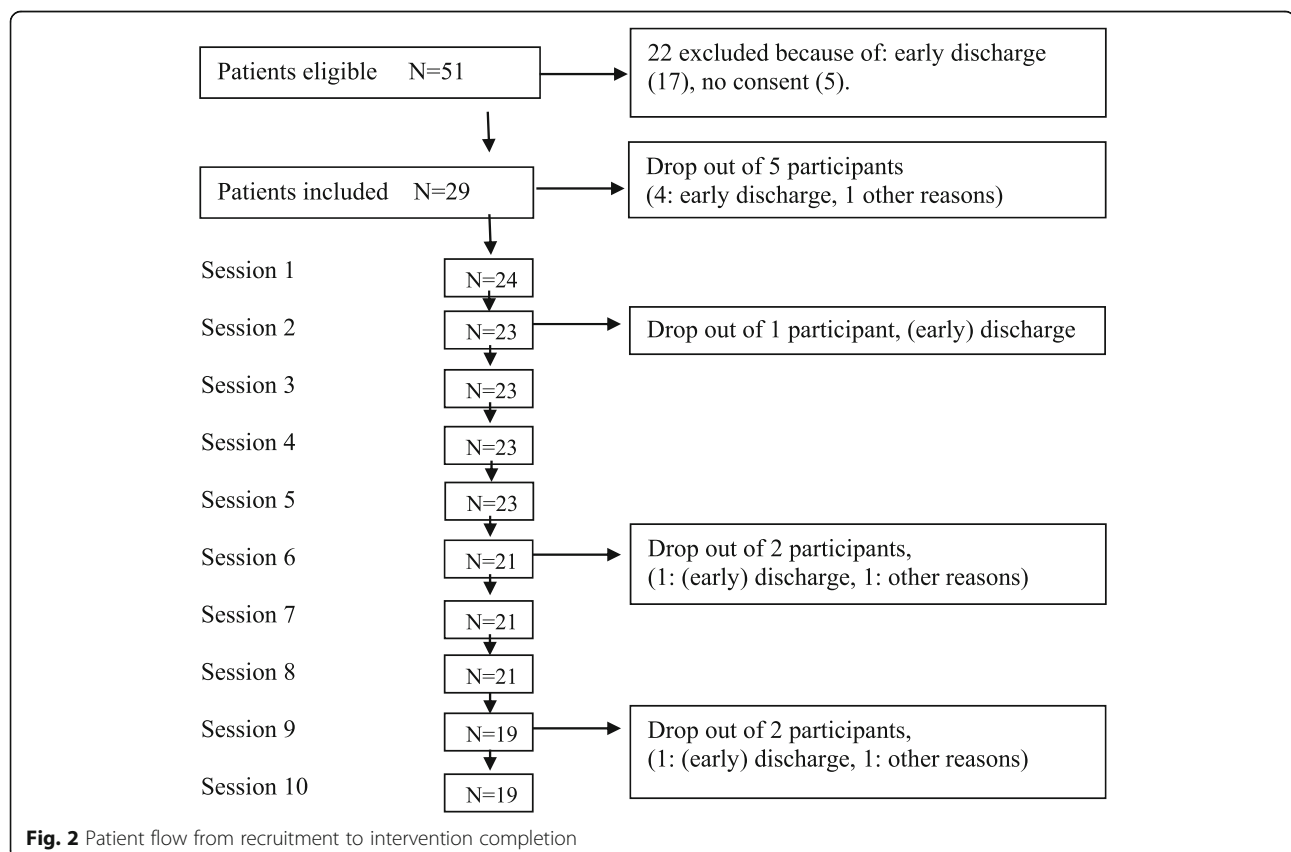 Patients eligible N=51
22 excluded because of: early discharge
(17), no consent (5).
Patients included N=29
Drop out of 5 participants
(4: early discharge, 1 other reasons)
Session 1
N=24
Session 2
N=23
Drop out of 1 participant, (early) discharge
Session 3
N=23
Session 4
N=23
Session 5
N=23
Session 6
N=21
Drop out of 2 participants,
(1: (early) discharge, 1: other reasons)
Session 7
N=21
Session 8
N=21
Session 9
N=19
Drop out of 2 participants,
(1: (early) discharge, 1: other reasons)
Session 10
N=19
Fig. 2 Patient flow from recruitment to intervention completion